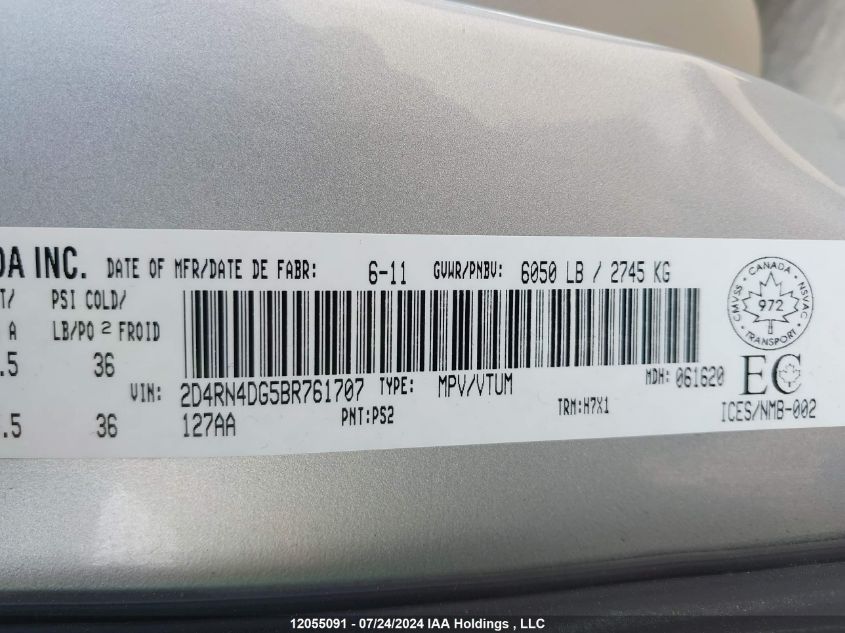 DA INC. DATE OF MFR/DATE DE FABR: 6-11 GVWR/PNBV: 6050 LB / 2745 KG
T/ PSI COLD/
A LB/PO 2 FROID
.5 36
VIN: 2D4RN4DG5BR761707 TYPE: MPV/VTUM MDH: 061620
.5 36 127AA PNT:PS2 TRM:H7X1
CANADA
CMVSS NSVAC
972
TRANSPORT
EC
ICES/NMB-002
12055091 - 07/24/2024 IAA Holdings , LLC